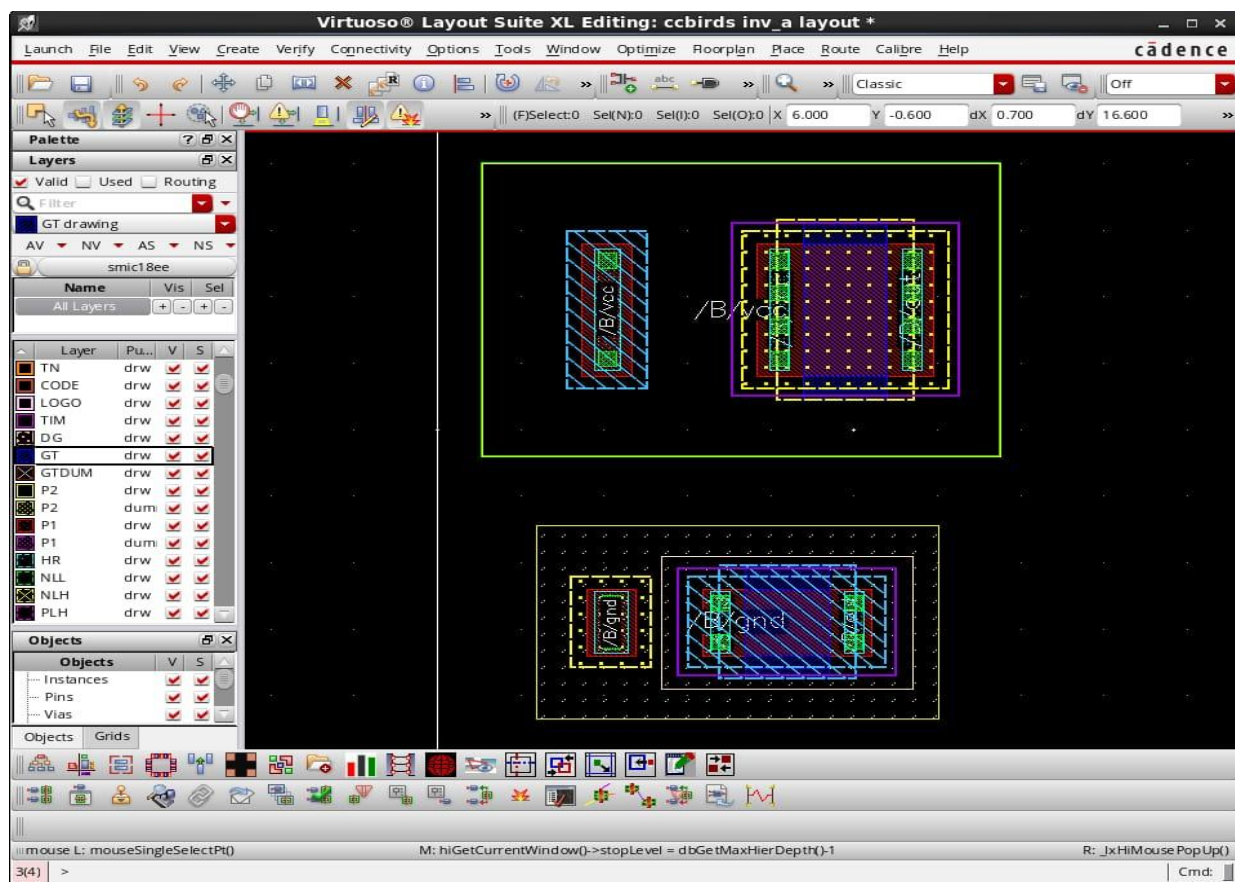 Virtuoso® Layout Suite XL Editing: ccbirds inv_a layout *
Launch File Edit View Create Verify Connectivity Options Tools Window Optimize Floorplan Place Route Calibre Help cādence
R abc » » » Classic Off
» (F)Select:0 Sel(N):0 Sel(I):0 Sel(O):0 X 6.000 Y -0.600 dX 0.700 dY 16.600 »
Palette
Layers
Valid Used Routing
Filter
GT drawing
AV NV AS NS
smic18ee
Name Vis Sel
All Layers + - + -
Layer Pu... V S
TN drw
CODE drw
LOGO drw
TIM drw
DG drw
GT drw
GTDUM drw
P2 drw
P2 dum
P1 drw
P1 dum
HR drw
NLL drw
NLH drw
PLH drw
Objects
Objects V S
Instances
Pins
Vias
Objects Grids
/B/vcc
/B/vcc
/B/out
/B/gnd
/B/gnd
mouse L: mouseSingleSelectPt() M: hiGetCurrentWindow()->stopLevel = dbGetMaxHierDepth()-1 R: _lxHiMousePopUp()
3(4) > Cmd: